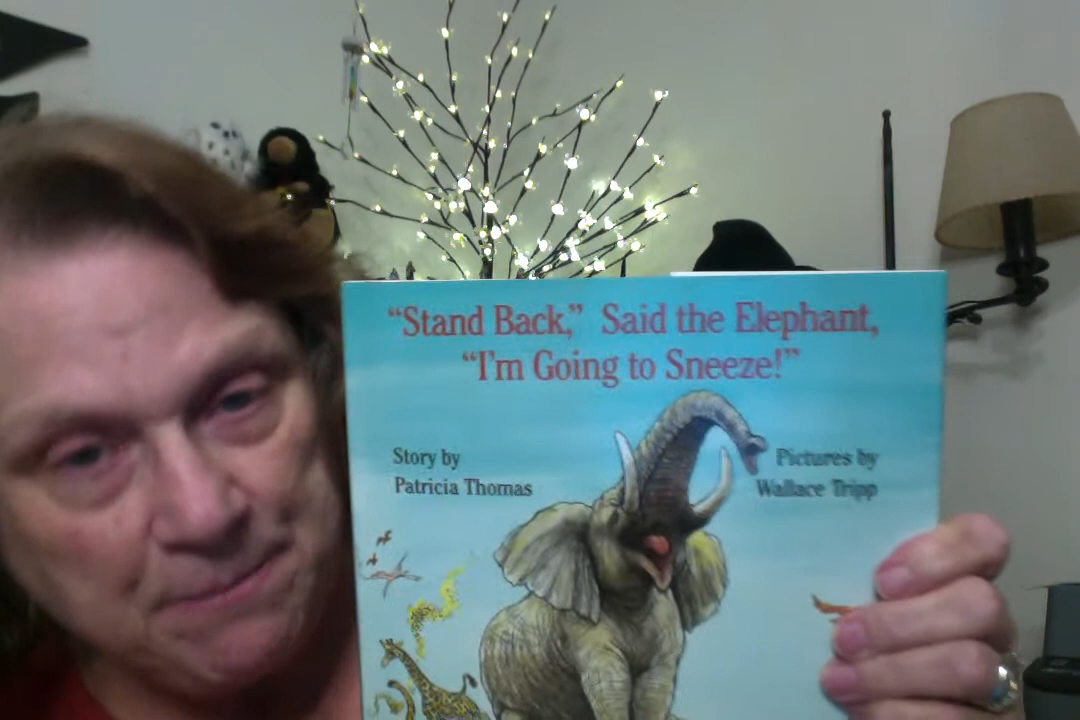 “Stand Back,” Said the Elephant,
“I'm Going to Sneeze!”
Story by
Patricia Thomas
Pictures by
Wallace Tripp